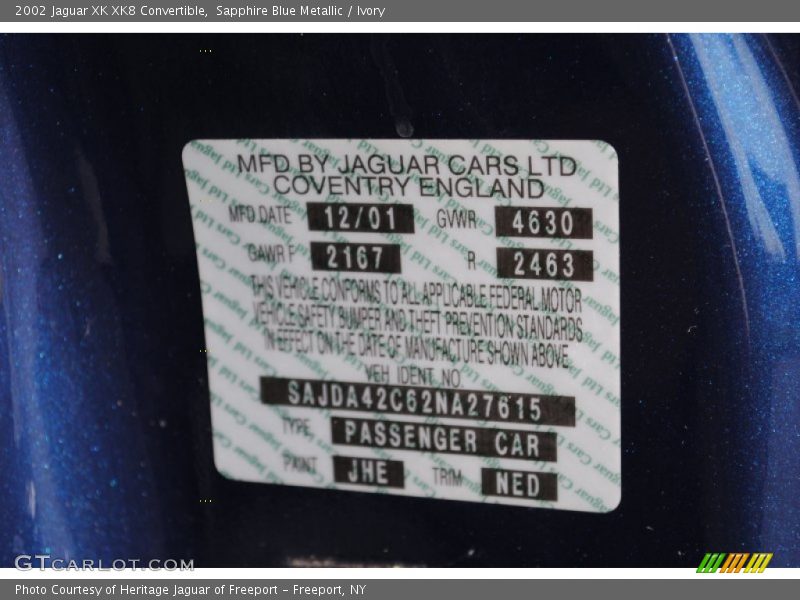 2002 Jaguar XK XK8 Convertible, Sapphire Blue Metallic / Ivory
MFD BY JAGUAR CARS LTD
COVENTRY ENGLAND
MFD DATE 12/01 GVWR 4630
GAWR F 2167 R 2463
THIS VEHICLE CONFORMS TO ALL APPLICABLE FEDERAL MOTOR
VEHICLE SAFETY BUMPER AND THEFT PREVENTION STANDARDS
IN EFFECT ON THE DATE OF MANUFACTURE SHOWN ABOVE.
VEH IDENT NO.
SAJDA42C62NA27615
TYPE PASSENGER CAR
PAINT JHE TRIM NED
GTCARLOT.COM
Photo Courtesy of Heritage Jaguar of Freeport - Freeport, NY